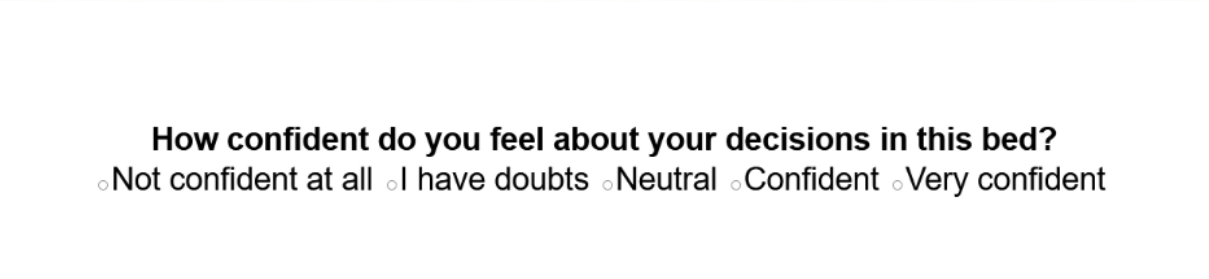 How confident do you feel about your decisions in this bed?
Not confident at all I have doubts Neutral Confident Very confident